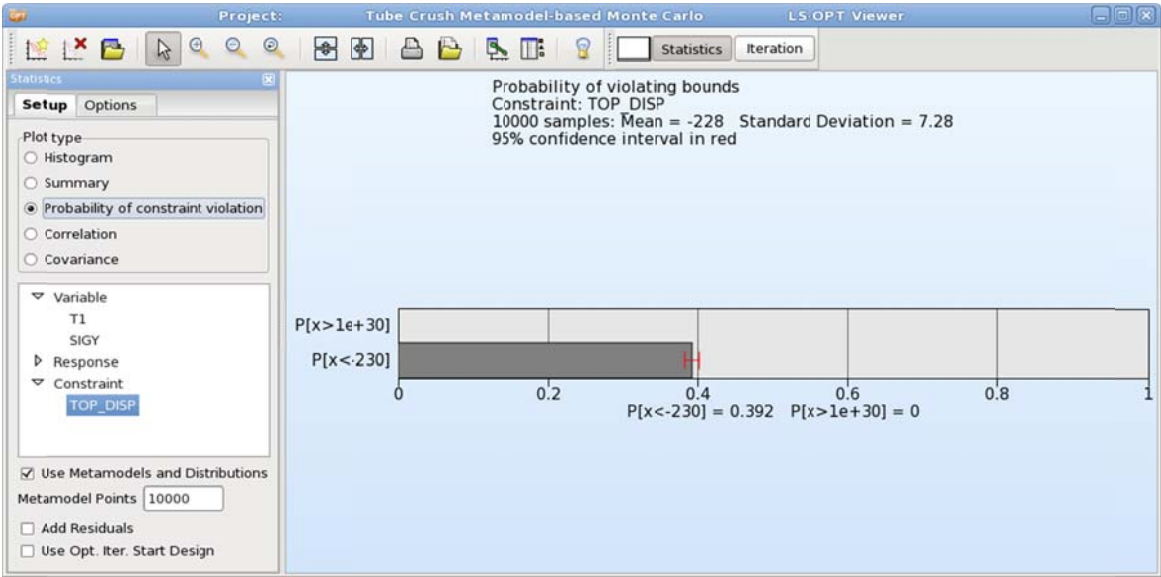 Project: Tube Crush Metamodel-based Monte Carlo LS-OPT Viewer
Statistics Iteration
Statistics
Setup Options
Plot type
Histogram
Summary
Probability of constraint violation
Correlation
Covariance
Variable
T1
SIGY
Response
Constraint
TOP_DISP
Use Metamodels and Distributions
Metamodel Points 10000
Add Residuals
Use Opt. Iter. Start Design
Probability of violating bounds
Constraint: TOP_DISP
10000 samples: Mean = -228 Standard Deviation = 7.28
95% confidence interval in red
P[x>1e+30]
P[x<-230]
0 0.2 0.4 0.6 0.8 1
P[x<-230] = 0.392 P[x>1e+30] = 0